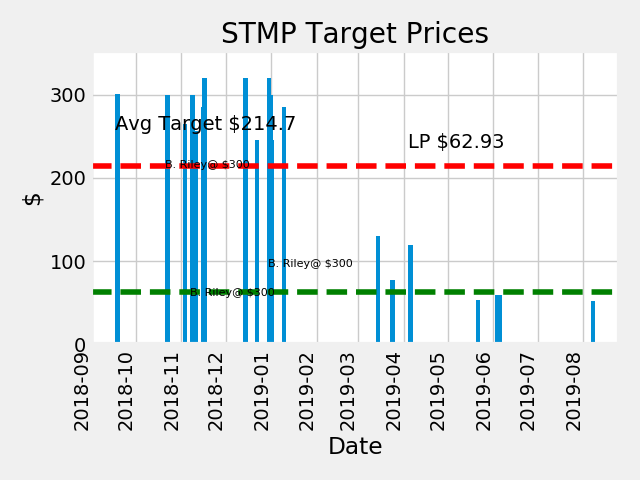 STMP Target Prices
300
Avg Target $214.7
LP $62.93
B. Riley@ $300
200
$
B. Riley@ $300
100
B. Riley@ $300
0
2018-09
2018-10
2018-11
2018-12
2019-01
2019-02
2019-03
2019-04
2019-05
2019-06
2019-07
2019-08
Date